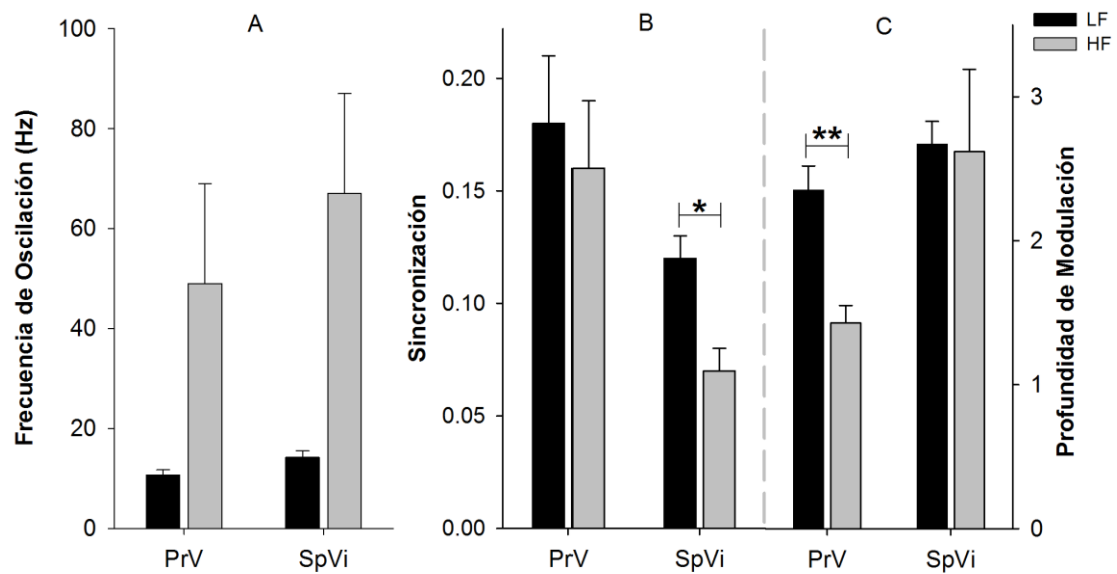 A
B
C
LF
HF
Frecuencia de Oscilación (Hz)
100
80
60
40
20
0
PrV
SpVi
Sincronización
0.20
0.15
0.10
0.05
0.00
*
PrV
SpVi
**
PrV
SpVi
3
2
1
0
Profundidad de Modulación